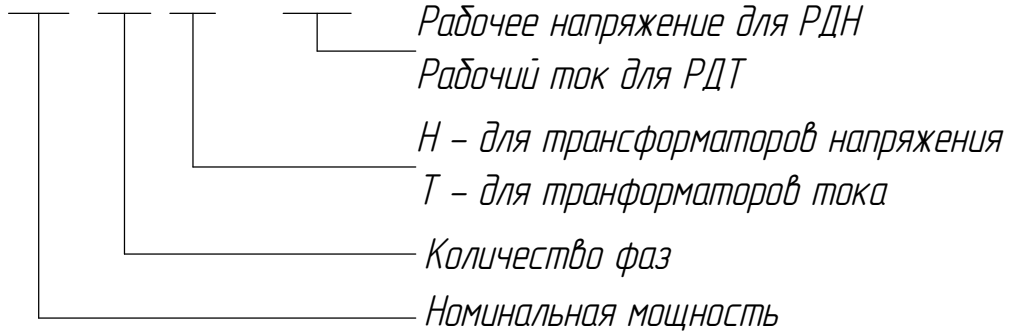 Рабочее напряжение для РДН
Рабочий ток для РДТ
Н – для трансформаторов напряжения
Т – для транформаторов тока
Количество фаз
Номинальная мощность